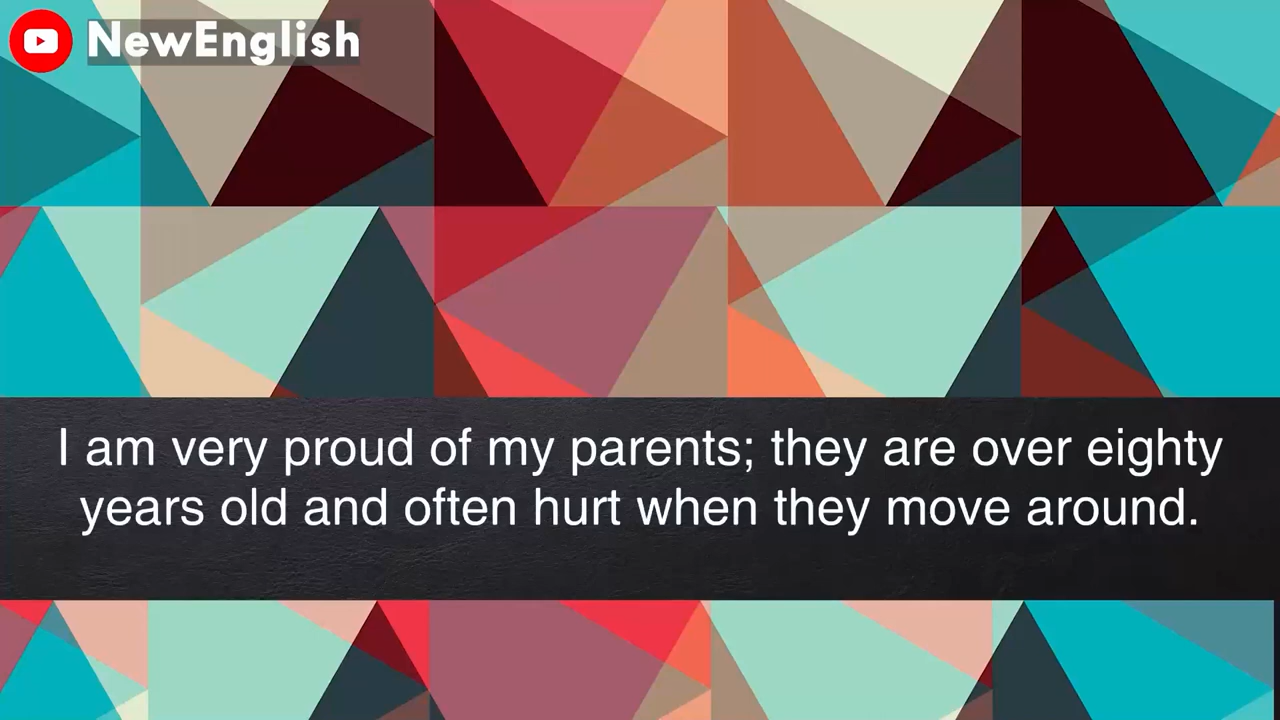 NewEnglish
I am very proud of my parents; they are over eighty
years old and often hurt when they move around.